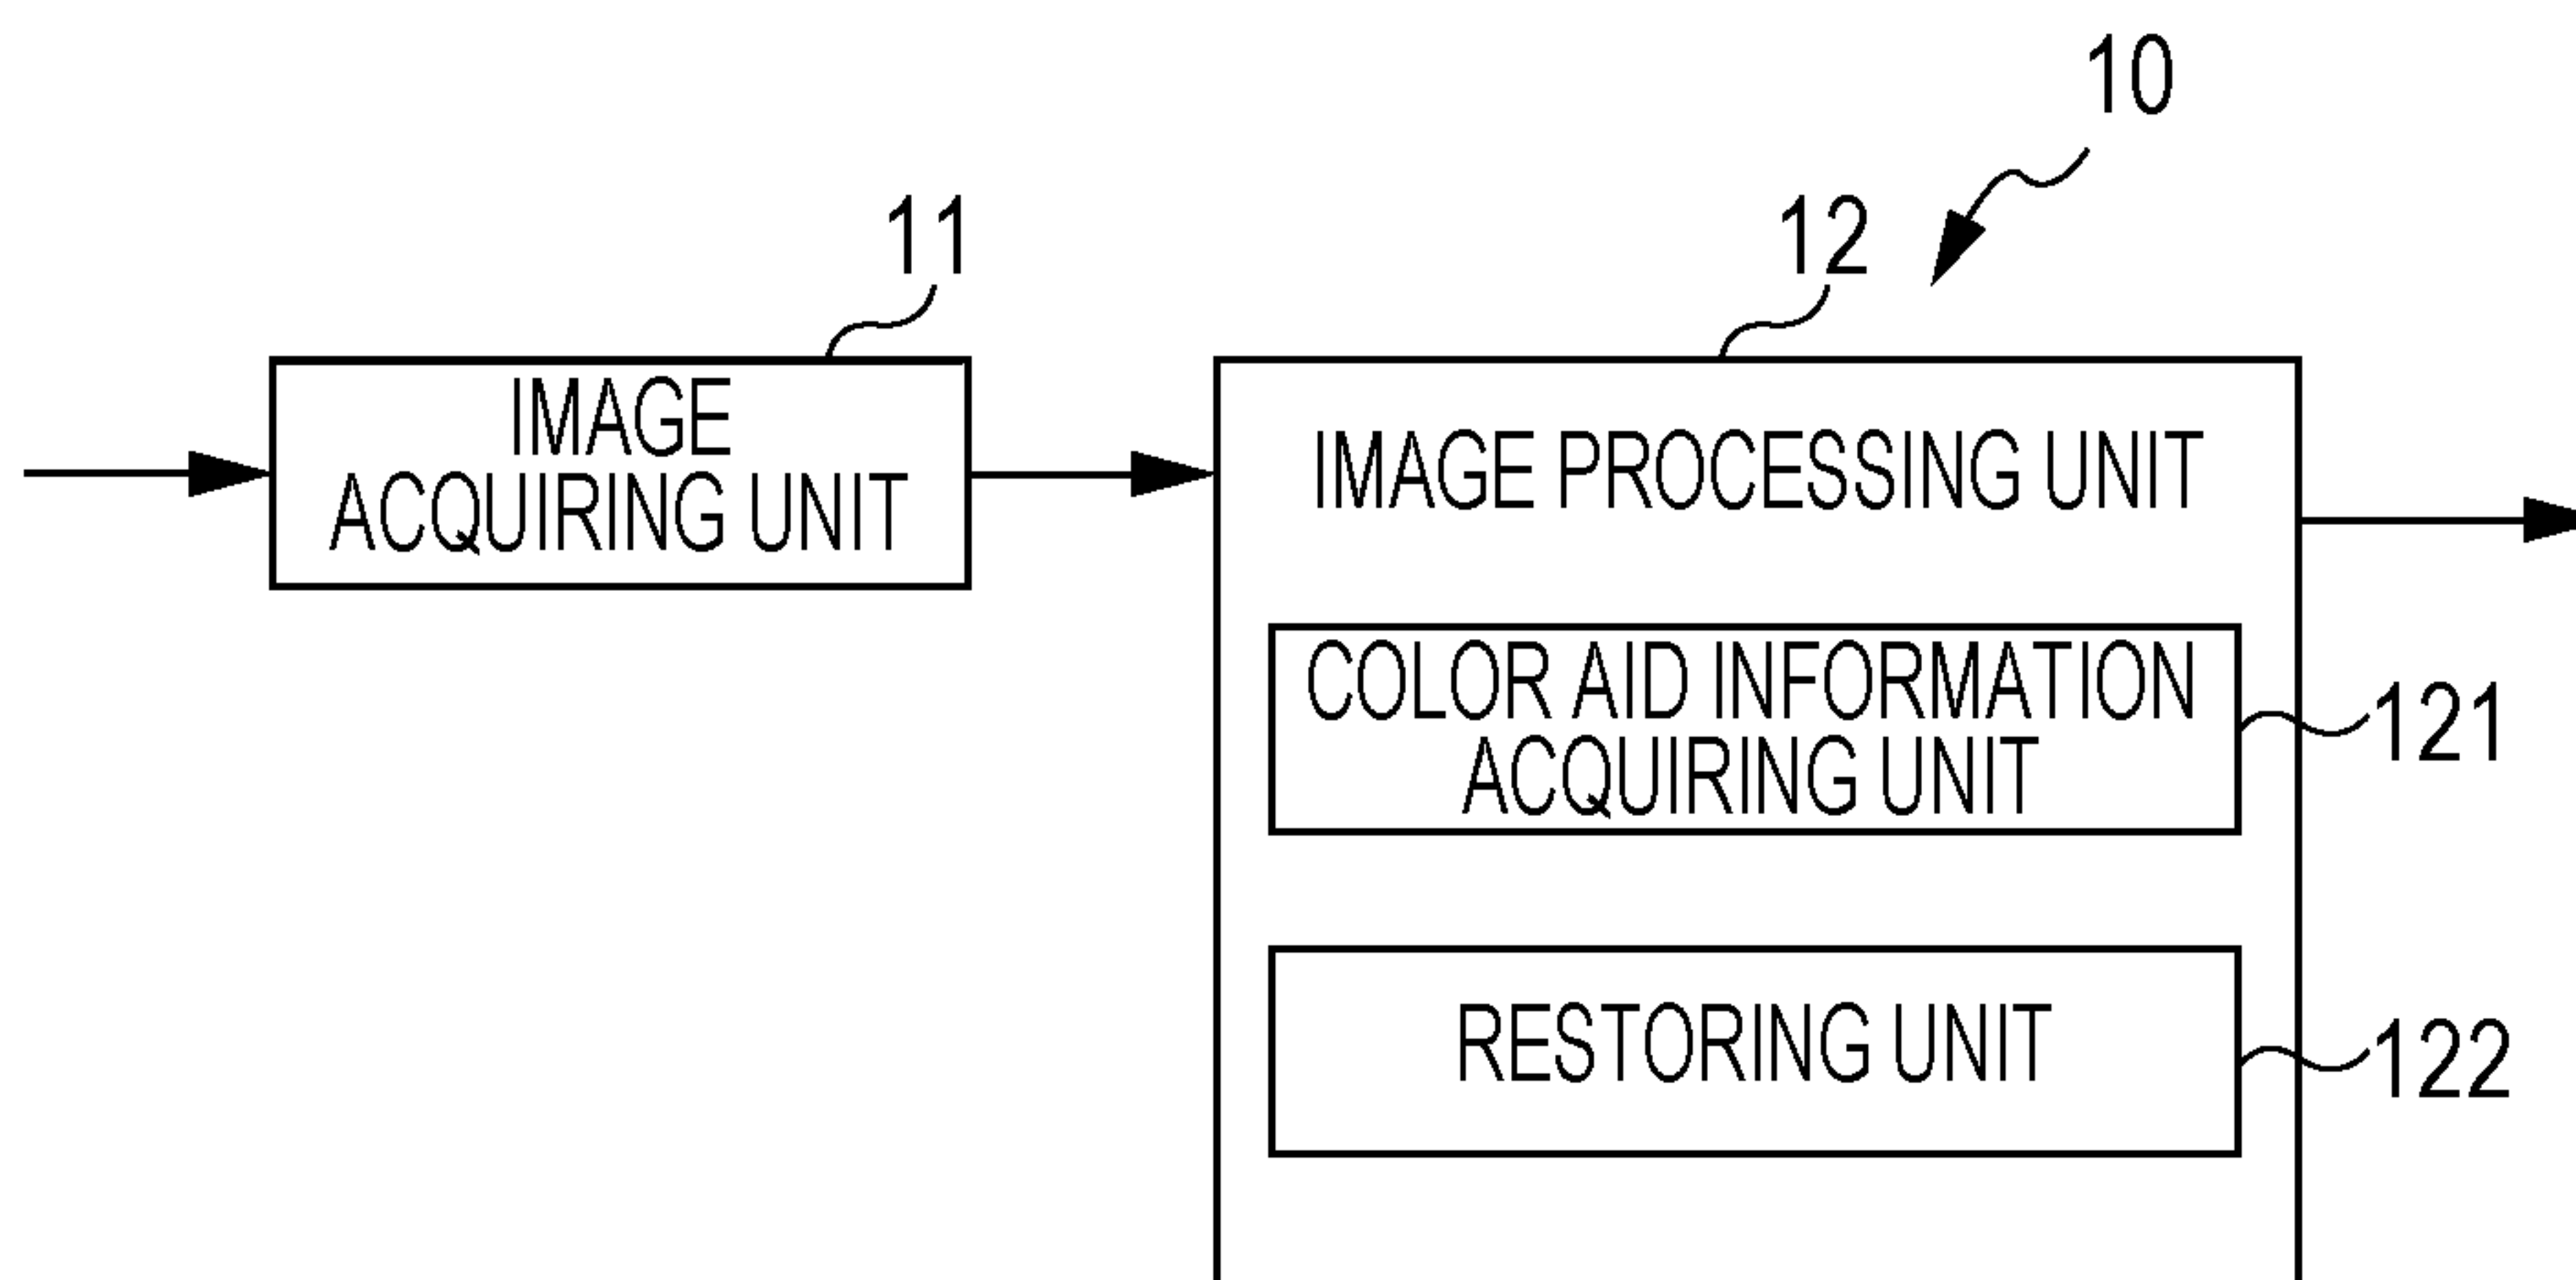 10
11
12
IMAGE
ACQUIRING UNIT
IMAGE PROCESSING UNIT
COLOR AID INFORMATION
ACQUIRING UNIT
121
RESTORING UNIT
122